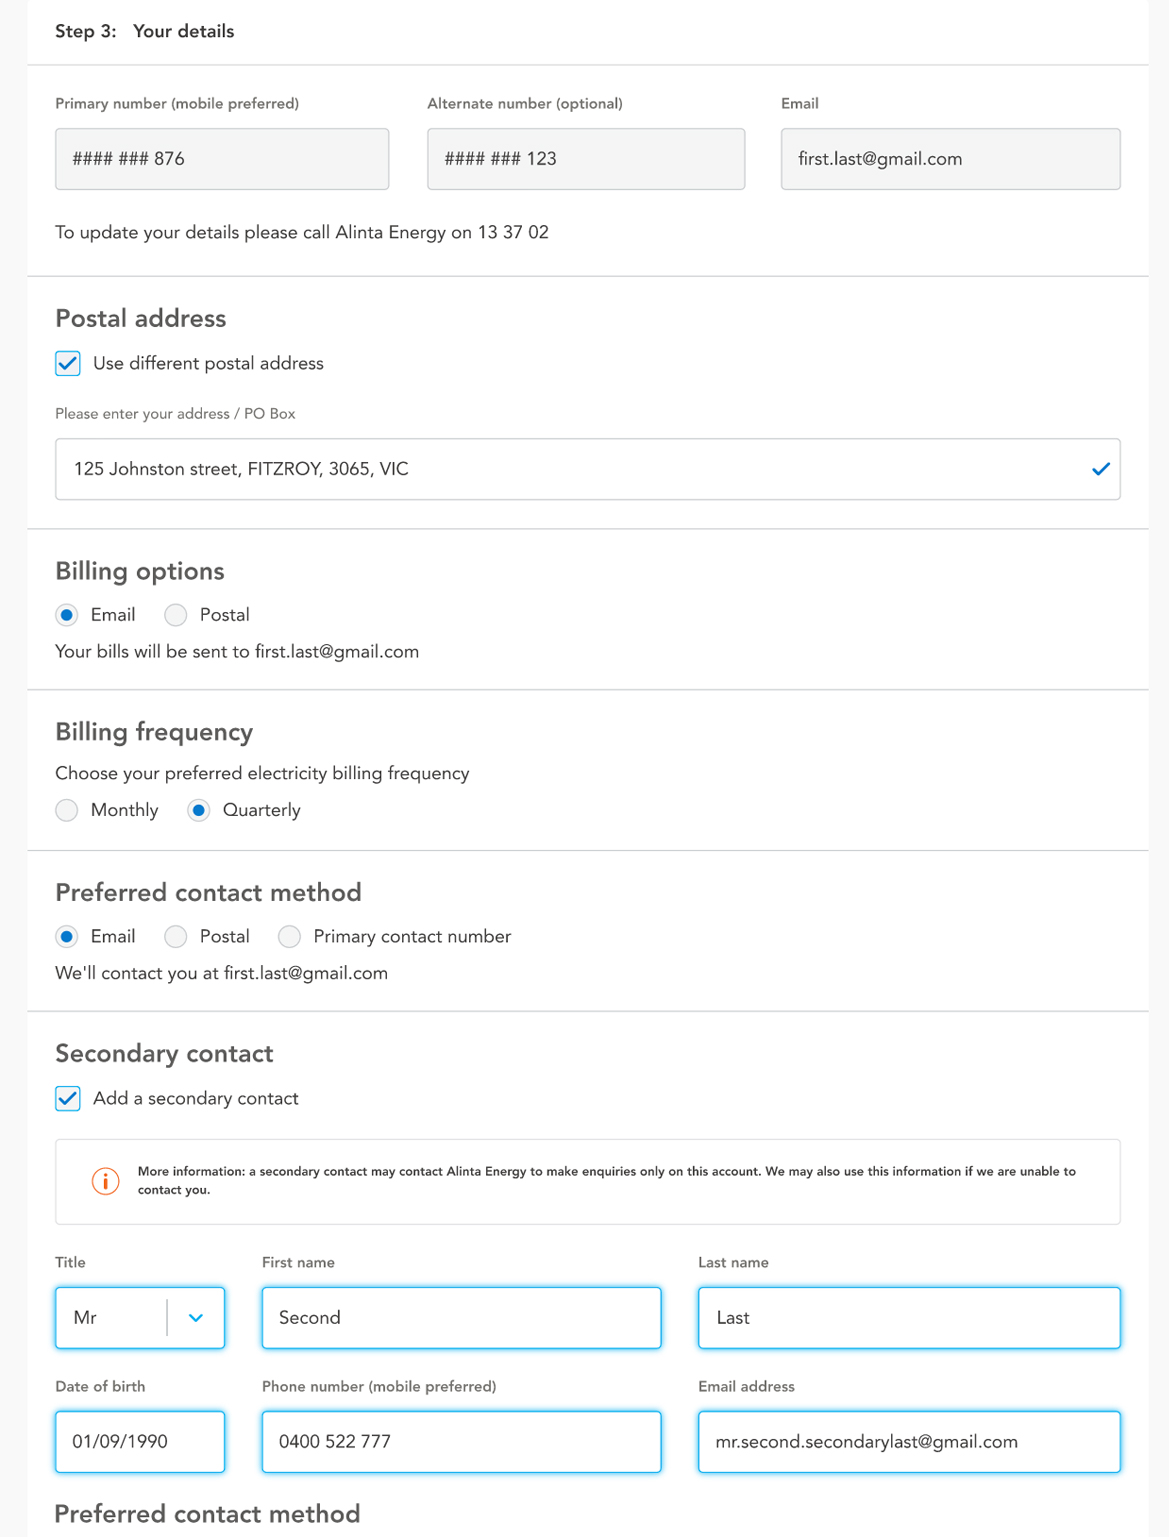 Step 3: Your details
Primary number (mobile preferred)
Alternate number (optional)
Email
#### ### 876
#### ### 123
first.last@gmail.com
To update your details please call Alinta Energy on 13 37 02
Postal address
Use different postal address
Please enter your address / PO Box
125 Johnston street, FITZROY, 3065, VIC
Billing options
Email
Postal
Your bills will be sent to first.last@gmail.com
Billing frequency
Choose your preferred electricity billing frequency
Monthly
Quarterly
Preferred contact method
Email
Postal
Primary contact number
We'll contact you at first.last@gmail.com
Secondary contact
Add a secondary contact
More information: a secondary contact may contact Alinta Energy to make enquiries only on this account. We may also use this information if we are unable to
contact you.
Title
First name
Last name
Mr
Second
Last
Date of birth
Phone number (mobile preferred)
Email address
01/09/1990
0400 522 777
mr.second.secondarylast@gmail.com
Preferred contact method